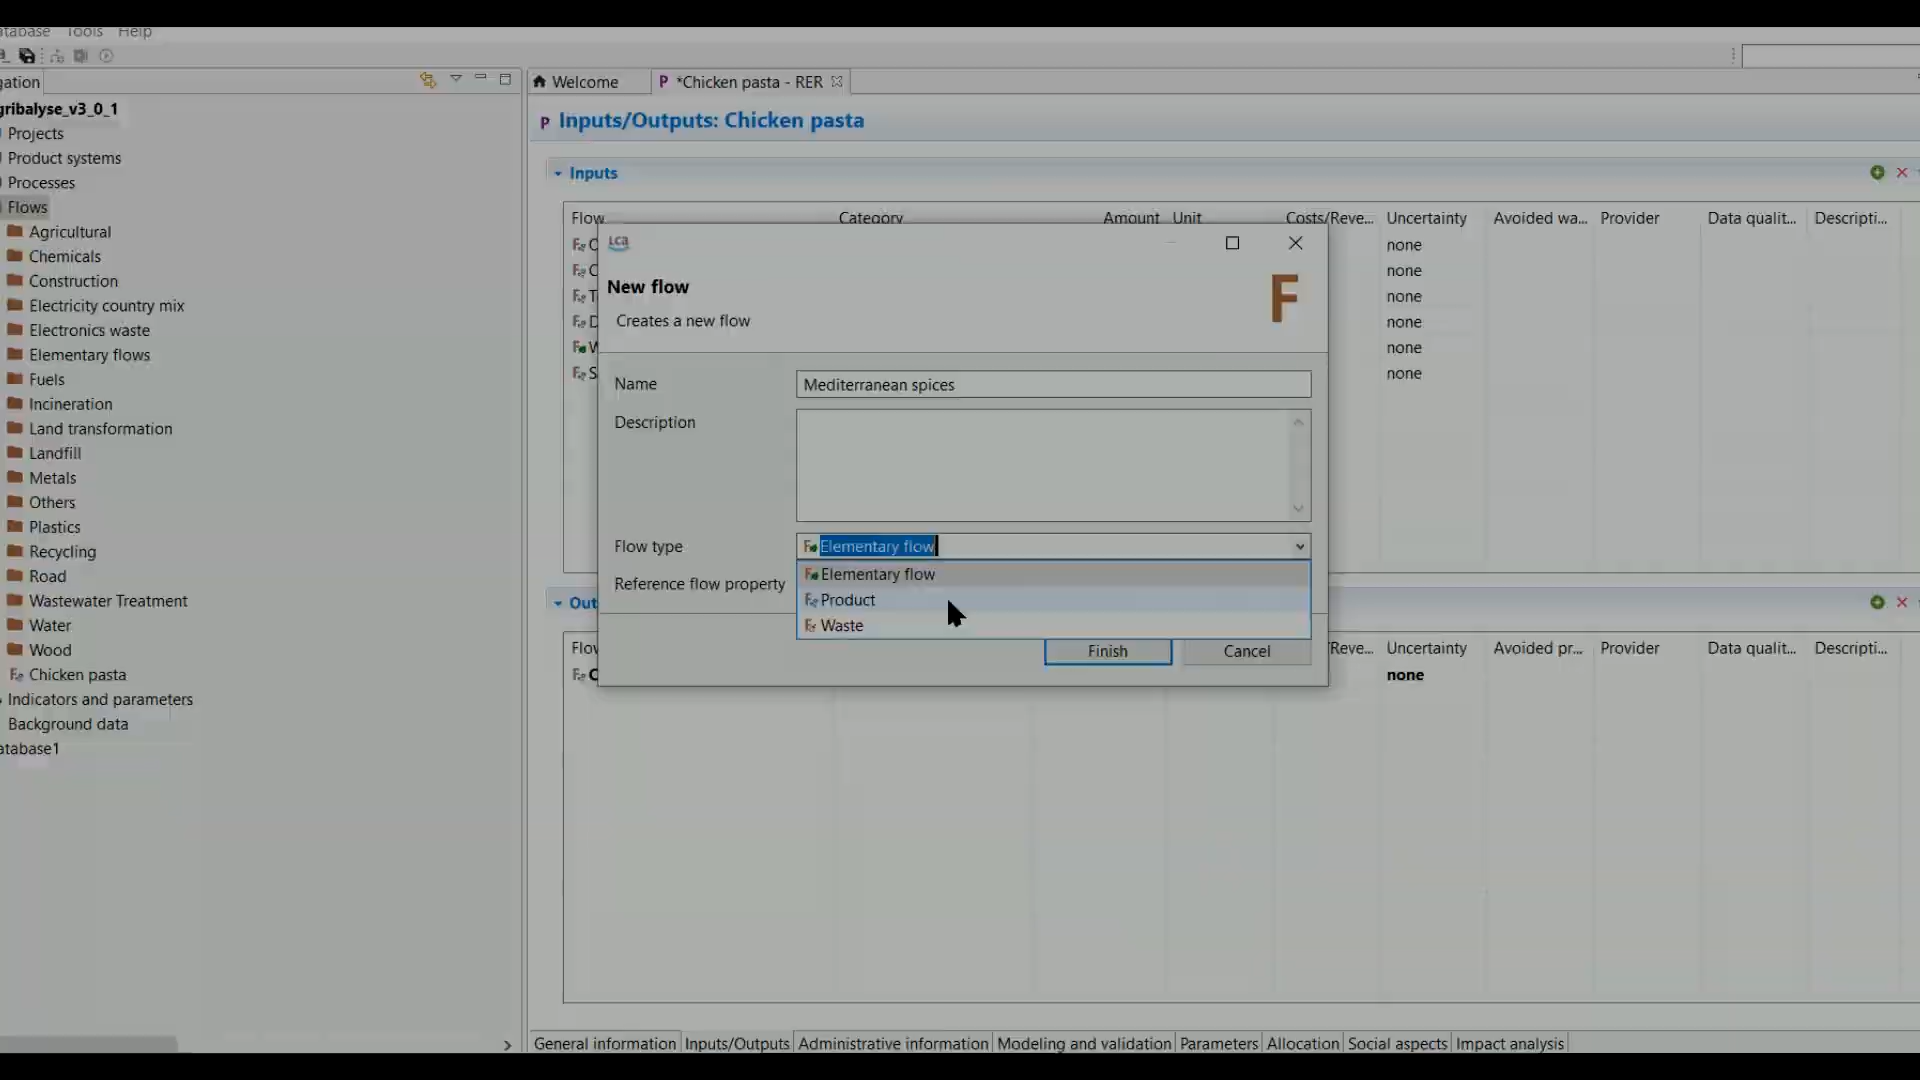 atabase Tools Help
gation
Welcome
P *Chicken pasta - RER
gribalyse_v3_0_1
Projects
Product systems
Processes
Flows
Agricultural
Chemicals
Construction
Electricity country mix
Electronics waste
Elementary flows
Fuels
Incineration
Land transformation
Landfill
Metals
Others
Plastics
Recycling
Road
Wastewater Treatment
Water
Wood
Chicken pasta
Indicators and parameters
Background data
atabase1
P Inputs/Outputs: Chicken pasta
Inputs
Flow Category Amount Unit Costs/Reve... Uncertainty Avoided wa... Provider Data qualit... Descripti...
none
none
none
none
none
none
LCA
New flow
F
Creates a new flow
Name Mediterranean spices
Description
Flow type Elementary flow
Elementary flow
Reference flow property
Product
Waste
Finish Cancel
Out
Flov /Reve... Uncertainty Avoided pr... Provider Data qualit... Descripti...
none
General information Inputs/Outputs Administrative information Modeling and validation Parameters Allocation Social aspects Impact analysis